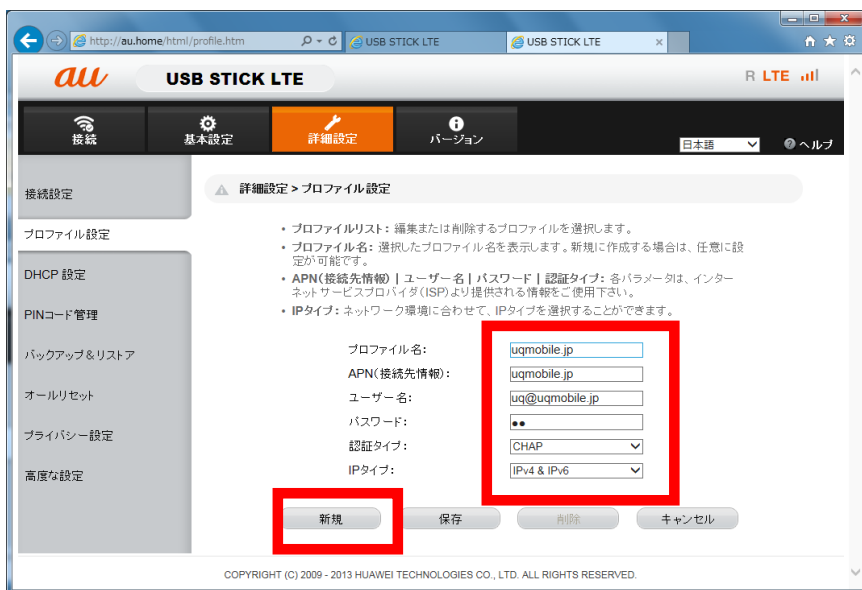 http://au.home/html/profile.htm
USB STICK LTE
USB STICK LTE
au
USB STICK LTE
R LTE
接続
基本設定
詳細設定
バージョン
日本語
ヘルプ
接続設定
プロファイル設定
DHCP 設定
PINコード管理
バックアップ＆リストア
オールリセット
プライバシー設定
高度な設定
詳細設定 > プロファイル設定
• プロファイルリスト: 編集または削除するプロファイルを選択します。
• プロファイル名: 選択したプロファイル名を表示します。新規に作成する場合は、任意に設
定が可能です。
• APN(接続先情報) | ユーザー名 | パスワード | 認証タイプ: 各パラメータは、インター
ネットサービスプロバイダ(ISP)より提供される情報をご使用下さい。
• IPタイプ: ネットワーク環境に合わせて、IPタイプを選択することができます。
プロファイル名: uqmobile.jp
APN(接続先情報): uqmobile.jp
ユーザー名: uq@uqmobile.jp
パスワード: ●●
認証タイプ: CHAP
IPタイプ: IPv4 & IPv6
新規
保存
削除
キャンセル
COPYRIGHT (C) 2009 - 2013 HUAWEI TECHNOLOGIES CO., LTD. ALL RIGHTS RESERVED.